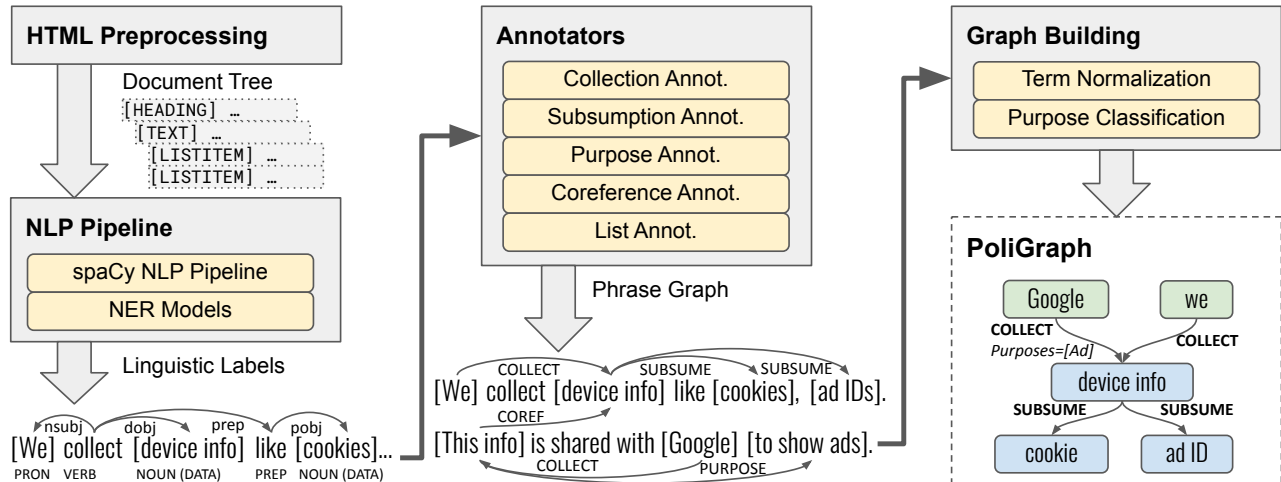 HTML Preprocessing
Document Tree
[HEADING] …
[TEXT] …
[LISTITEM] …
[LISTITEM] …
NLP Pipeline
spaCy NLP Pipeline
NER Models
Linguistic Labels
nsubj dobj prep pobj
[We] collect [device info] like [cookies]...
PRON VERB NOUN (DATA) PREP NOUN (DATA)
Annotators
Collection Annot.
Subsumption Annot.
Purpose Annot.
Coreference Annot.
List Annot.
Phrase Graph
COLLECT SUBSUME SUBSUME
[We] collect [device info] like [cookies], [ad IDs].
COREF
[This info] is shared with [Google] [to show ads].
COLLECT PURPOSE
Graph Building
Term Normalization
Purpose Classification
PoliGraph
Google we
COLLECT
Purposes=[Ad]
COLLECT
device info
SUBSUME SUBSUME
cookie ad ID